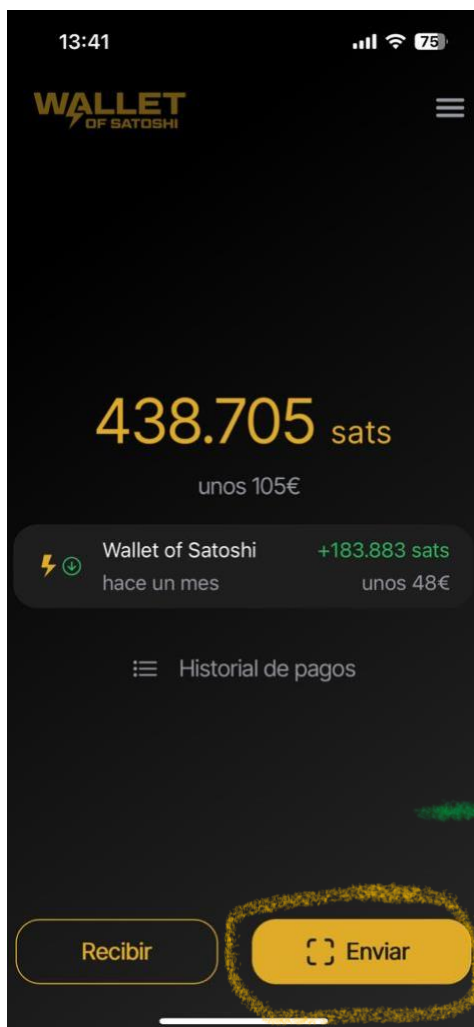 13:41
75
WALLET
OF SATOSHI
438.705 sats
unos 105€
Wallet of Satoshi +183.883 sats
hace un mes unos 48€
Historial de pagos
Recibir Enviar